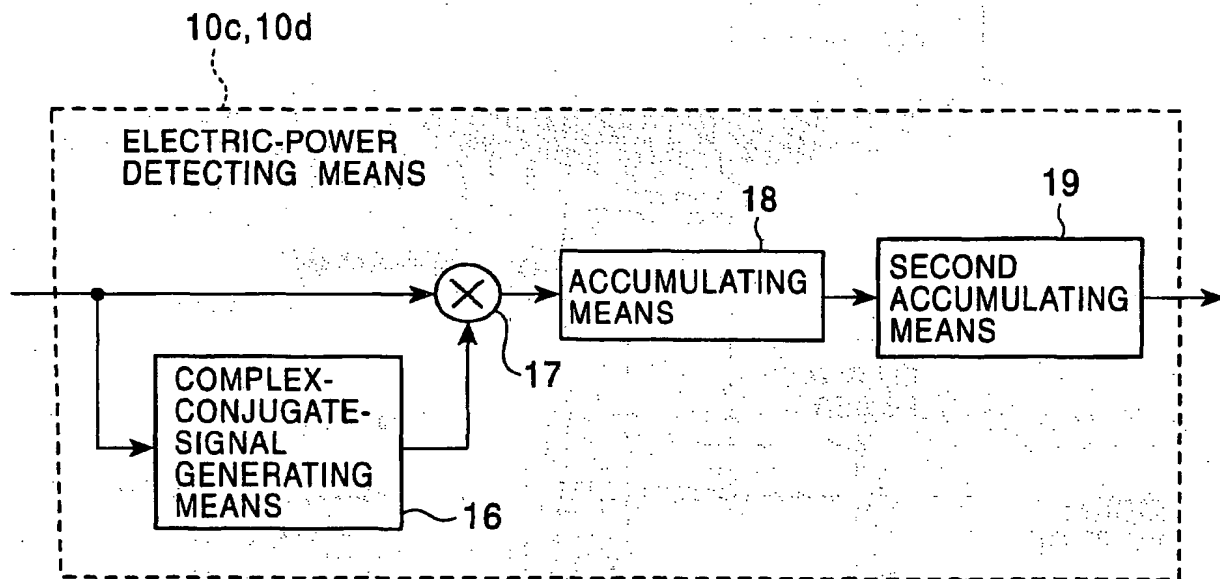 10c, 10d
ELECTRIC-POWER
DETECTING MEANS
18
19
ACCUMULATING
MEANS
SECOND
ACCUMULATING
MEANS
17
COMPLEX-
CONJUGATE-
SIGNAL
GENERATING
MEANS
16